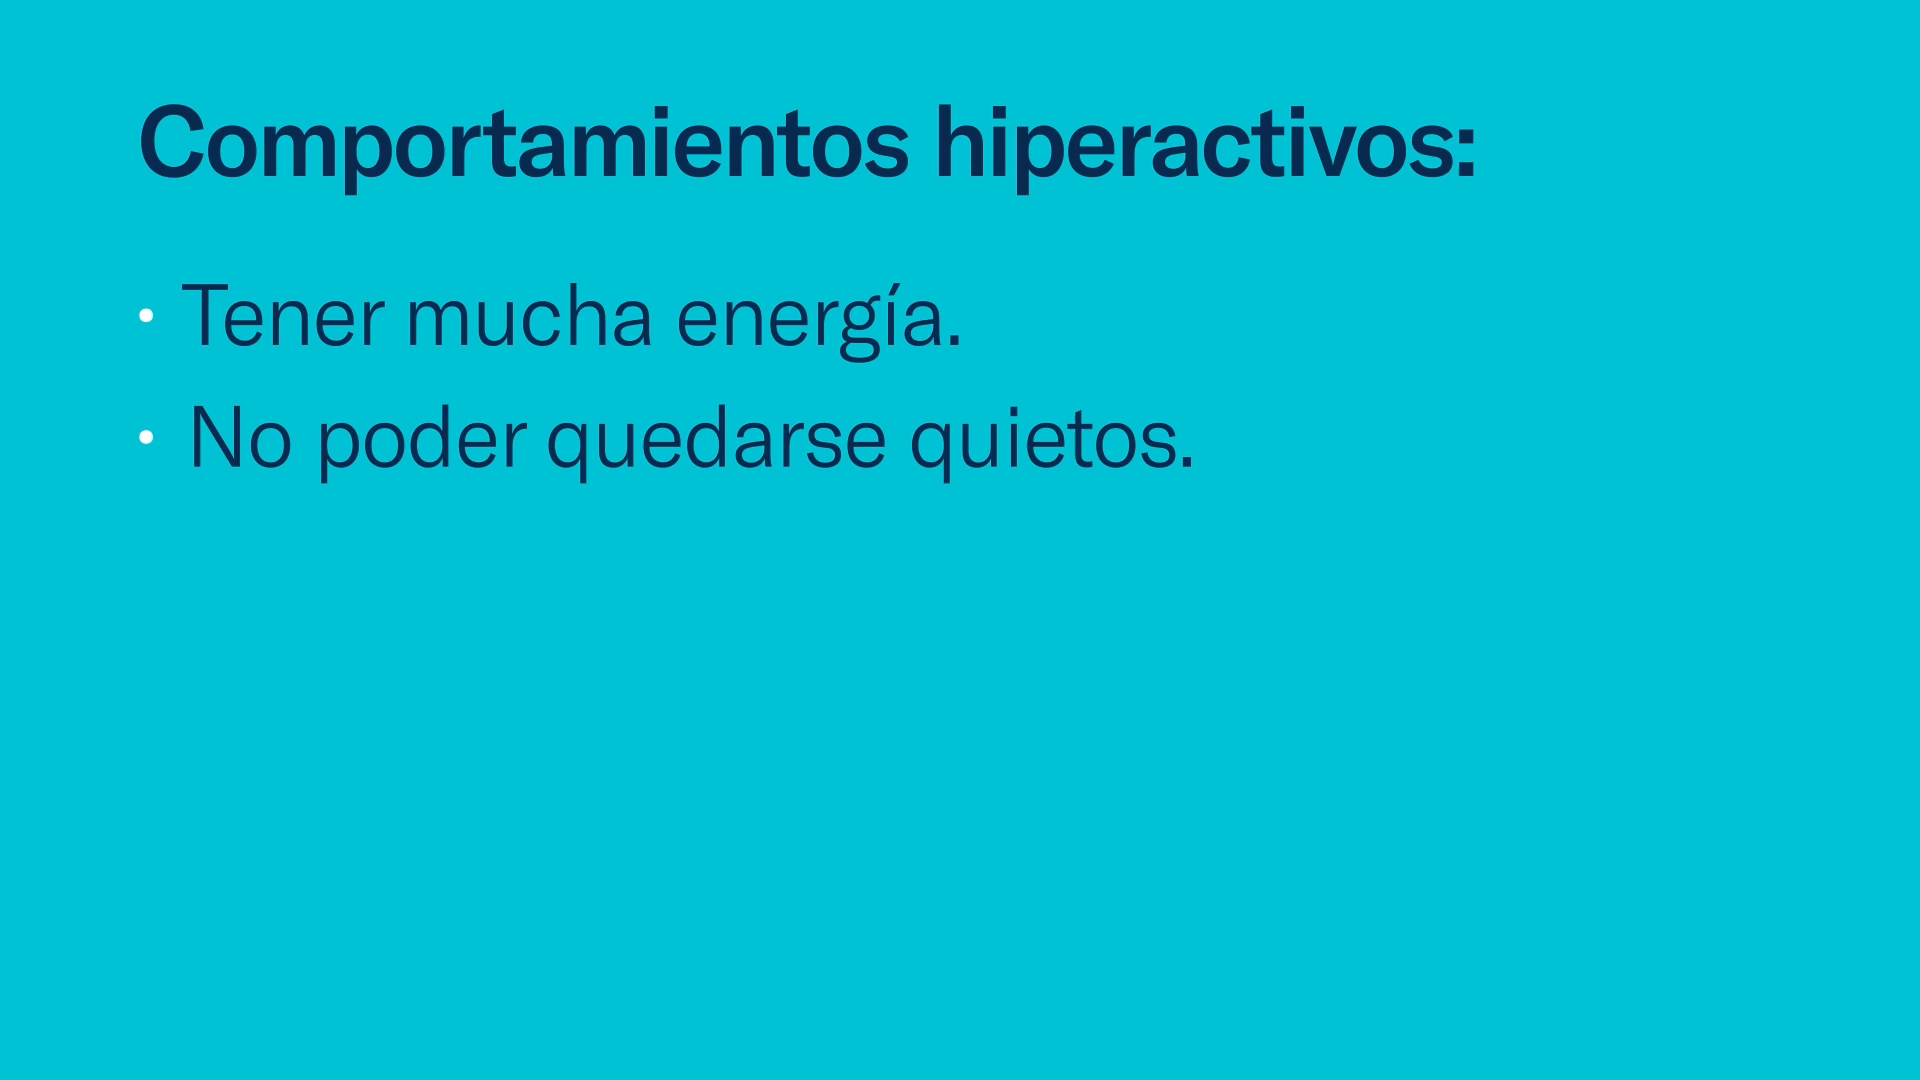 Comportamientos hiperactivos:
• Tener mucha energía.
• No poder quedarse quietos.